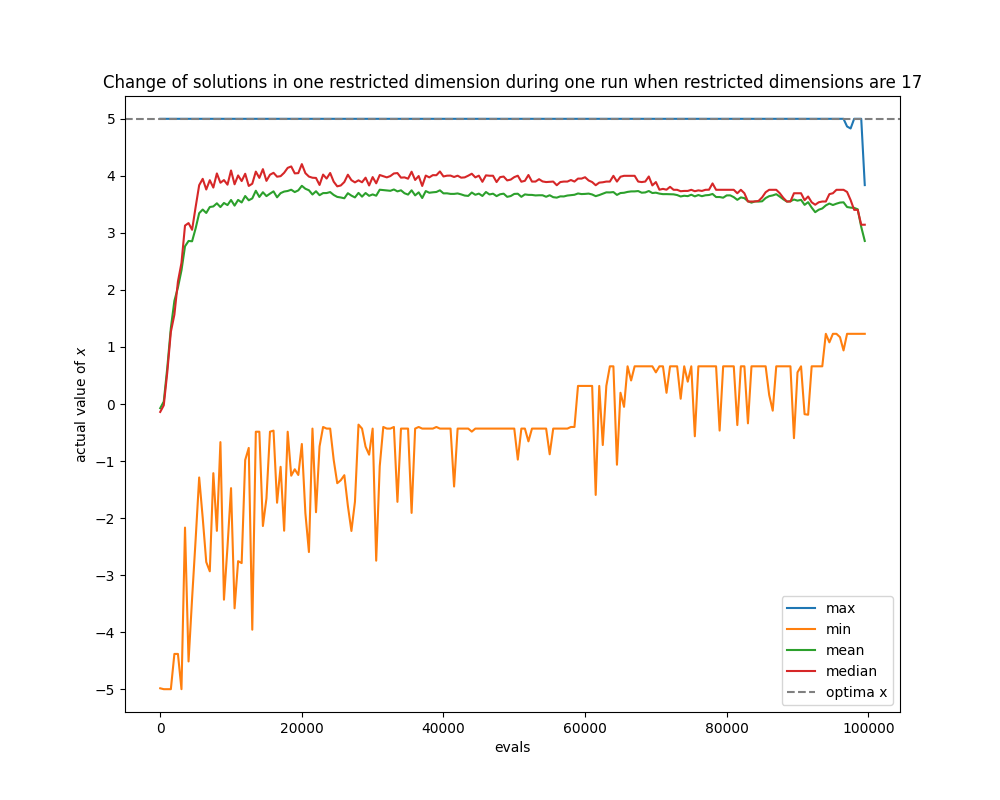 Change of solutions in one restricted dimension during one run when restricted dimensions are 17
5
4
3
2
1
0
−1
−2
−3
−4
−5
actual value of x
max
min
mean
median
optima x
0 20000 40000 60000 80000 100000
evals